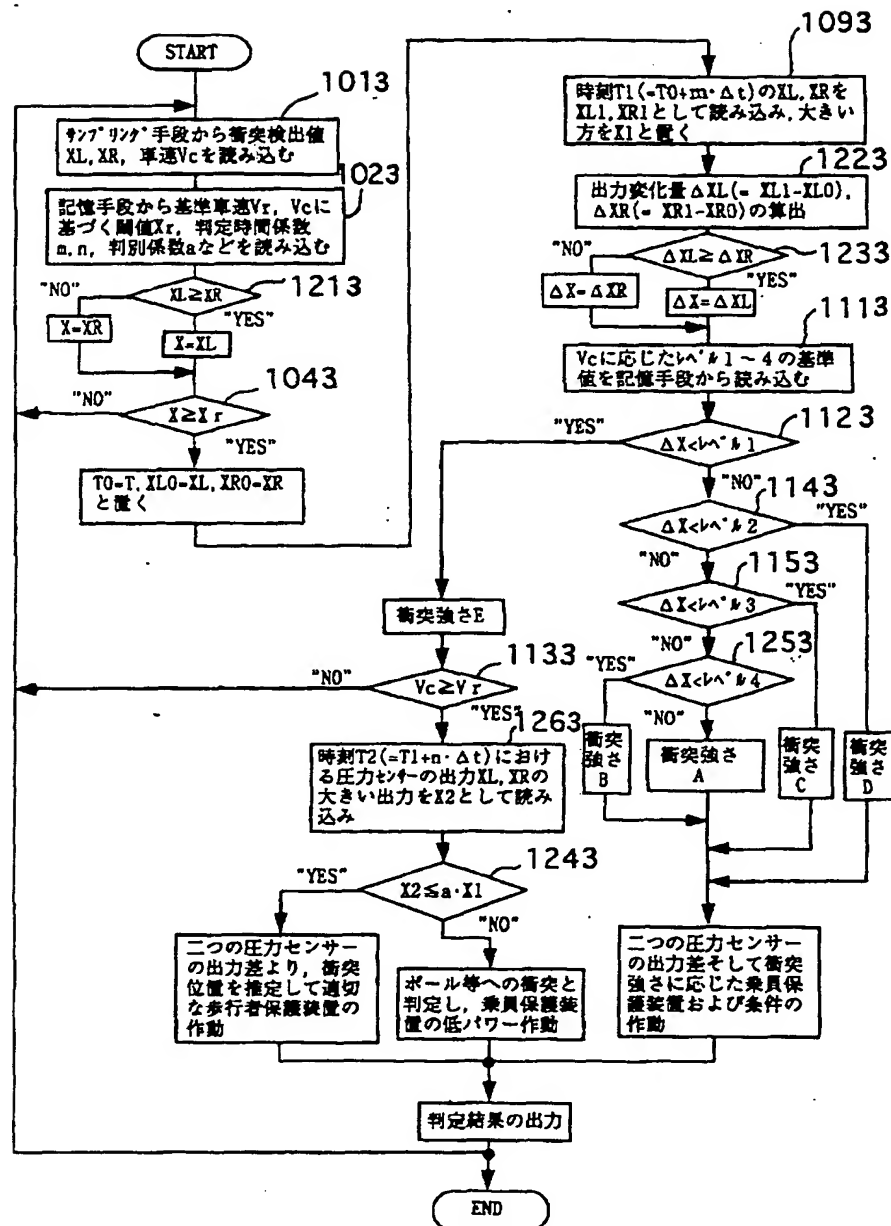 START
1013
サンプリング手段から衝突検出値
XL, XR, 車速Vcを読み込む
1023
記憶手段から基準車速Vr, Vcに
基づく閾値Xr, 判定時間係数
m,n, 判別係数aなどを読み込む
1213
XL≧XR
"NO"
"YES"
X=XR
X=XL
1043
X≧Xr
"NO"
"YES"
T0=T, XL0=XL, XR0=XR
と置く
1093
時刻T1(=T0+m・Δt)のXL, XRを
XL1, XR1として読み込み, 大きい
方をX1と置く
1223
出力変化量ΔXL(= XL1-XL0),
ΔXR(= XR1-XR0)の算出
1233
ΔXL≧ΔXR
"NO"
"YES"
ΔX=ΔXR
ΔX=ΔXL
1113
Vcに応じたレベル1~4の基準
値を記憶手段から読み込む
1123
"YES"
ΔX<レベル1
"NO"
1143
ΔX<レベル2
"YES"
"NO"
1153
ΔX<レベル3
"YES"
"NO"
1253
ΔX<レベル4
"YES"
"NO"
衝突強さE
1133
Vc≧Vr
"NO"
"YES"
衝突
強さ
B
衝突強さ
A
衝突
強さ
C
衝突
強さ
D
1263
時刻T2(=T1+n・Δt)におけ
る圧力センサーの出力XL, XRの
大きい出力をX2として読み
込み
1243
X2≦a・X1
"YES"
"NO"
二つの圧力センサー
の出力差より, 衝突
位置を推定して適切
な歩行者保護装置の
作動
ポール等への衝突と
判定し, 乗員保護装
置の低パワー作動
二つの圧力センサー
の出力差そして衝突
強さに応じた乗員保
護装置および条件の
作動
判定結果の出力
END